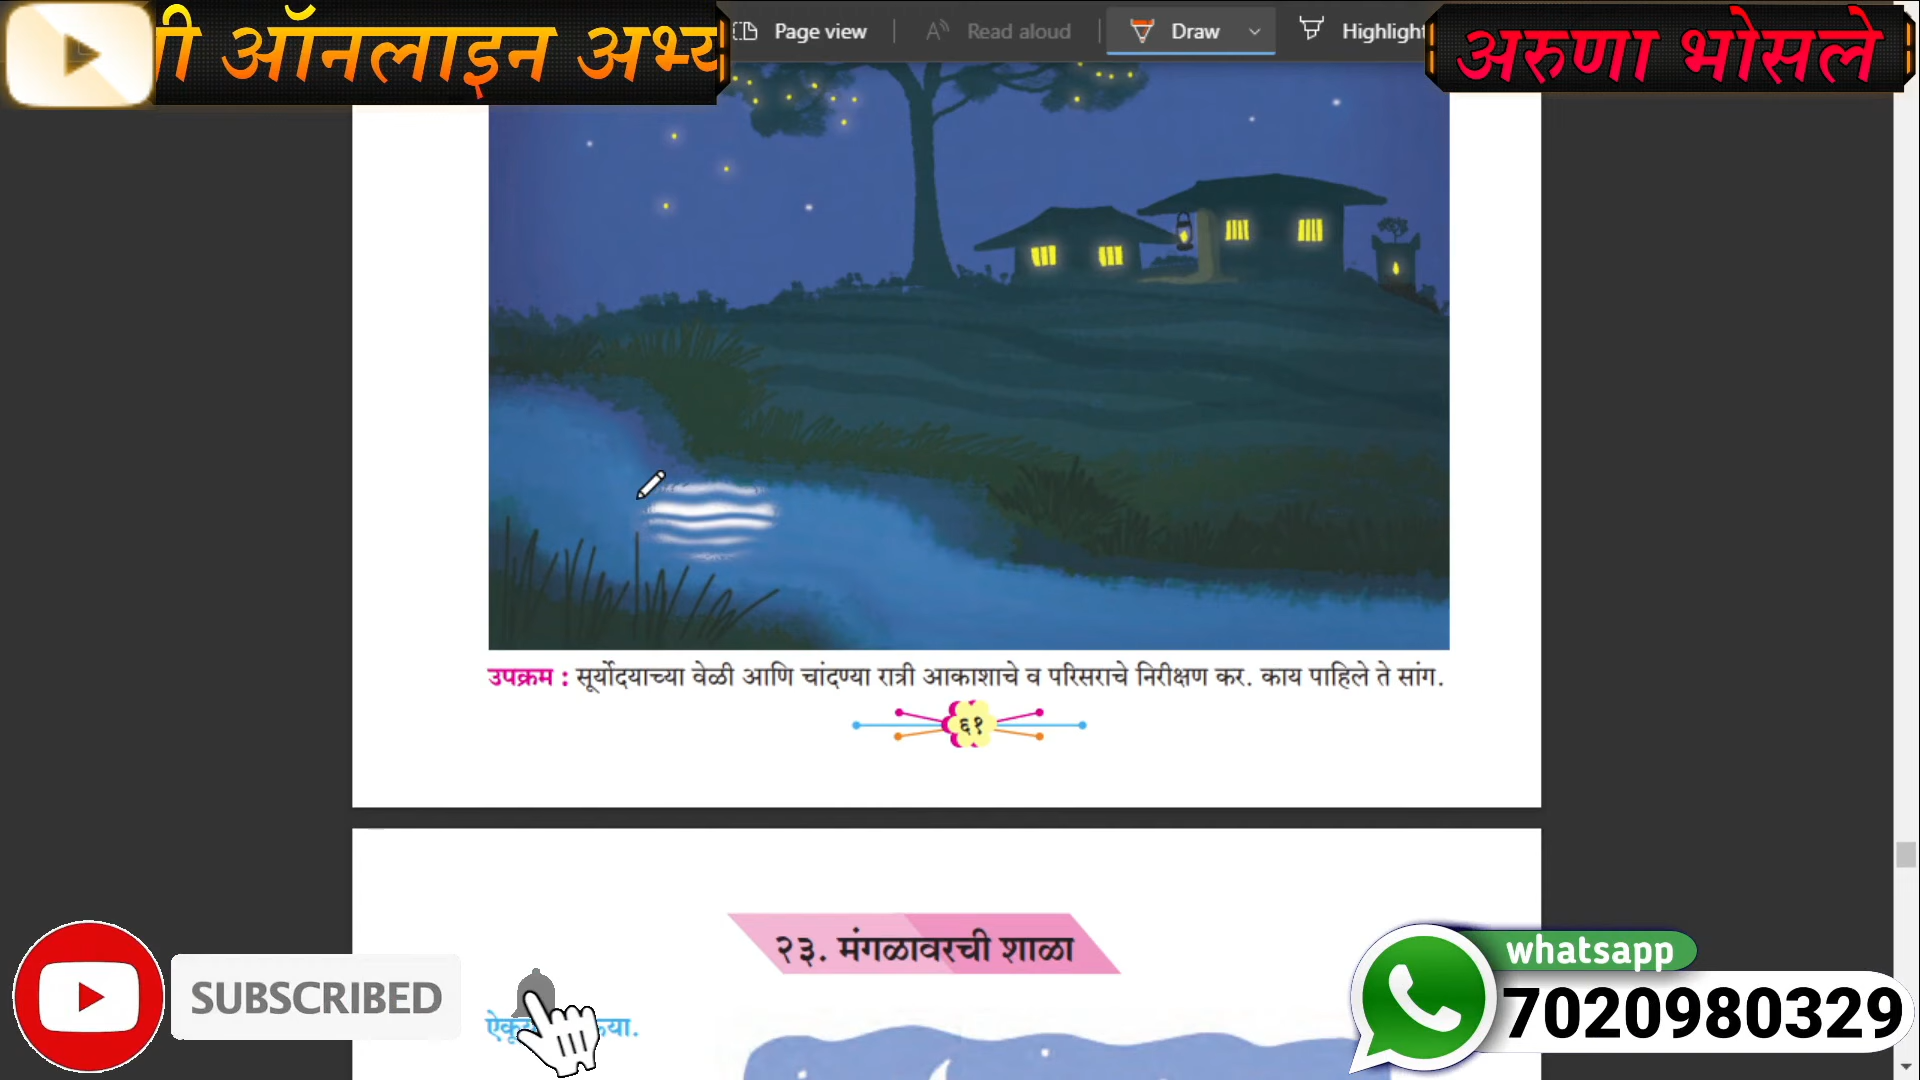 ी ऑनलाइन अभ्य
Page view
Read aloud
Draw
Highlight
अरुणा भोसले
उपक्रम : सूर्योदयाच्या वेळी आणि चांदण्या रात्री आकाशाचे व परिसराचे निरीक्षण कर. काय पाहिले ते सांग.
६१
२३. मंगळावरची शाळा
SUBSCRIBED
whatsapp
7020980329